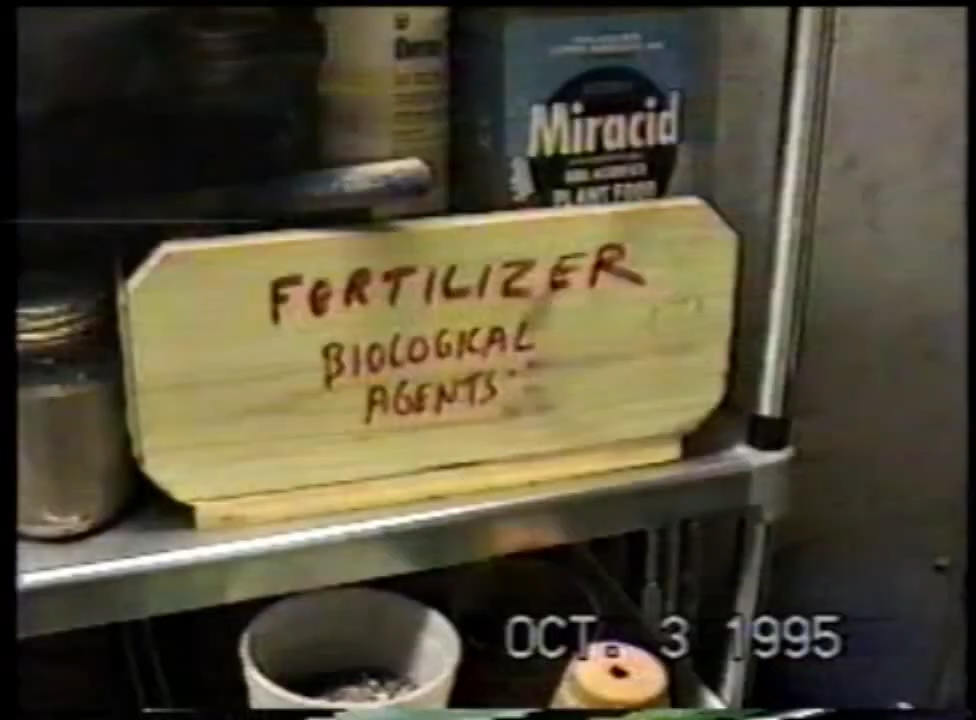 Miracid
PLANT FOOD
FERTILIZER
BIOLOGICAL
AGENTS
OCT. 3 1995